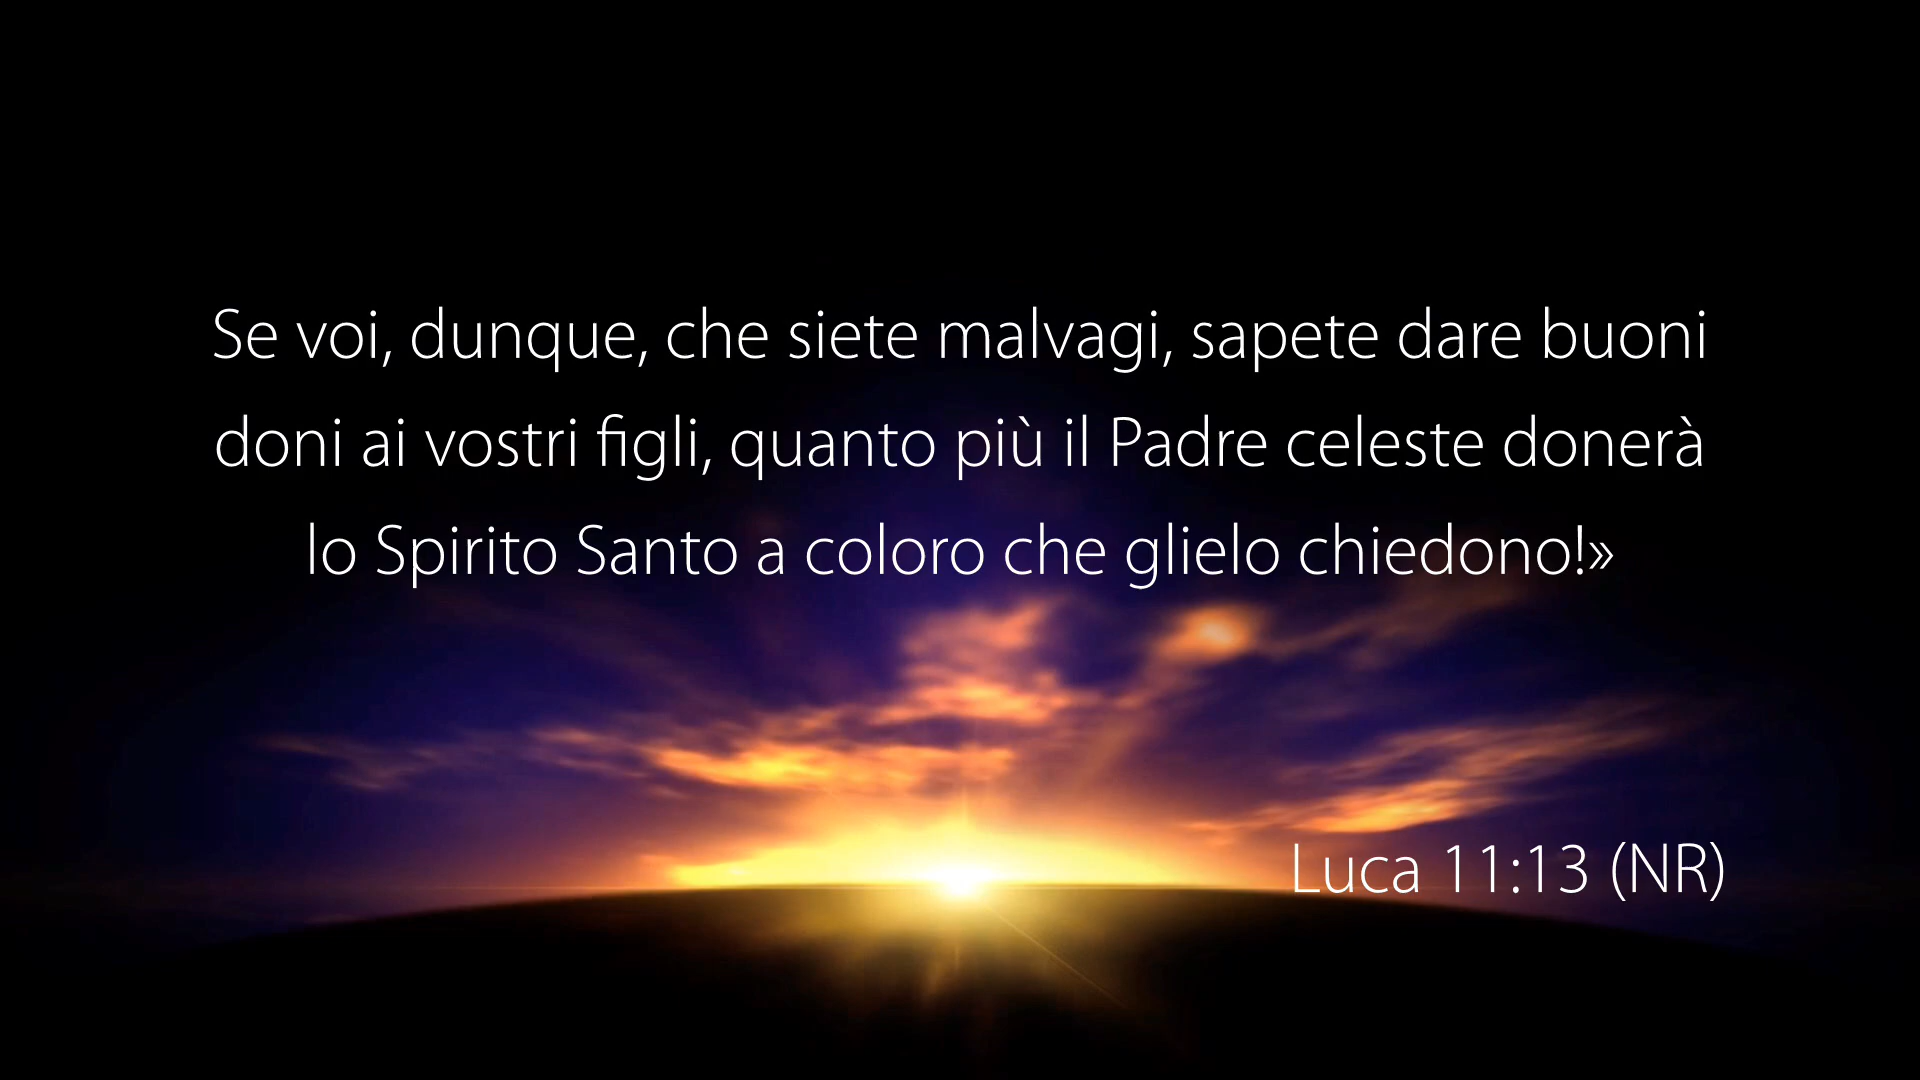 Se voi, dunque, che siete malvagi, sapete dare buoni
doni ai vostri figli, quanto più il Padre celeste donerà
lo Spirito Santo a coloro che glielo chiedono!»
Luca 11:13 (NR)